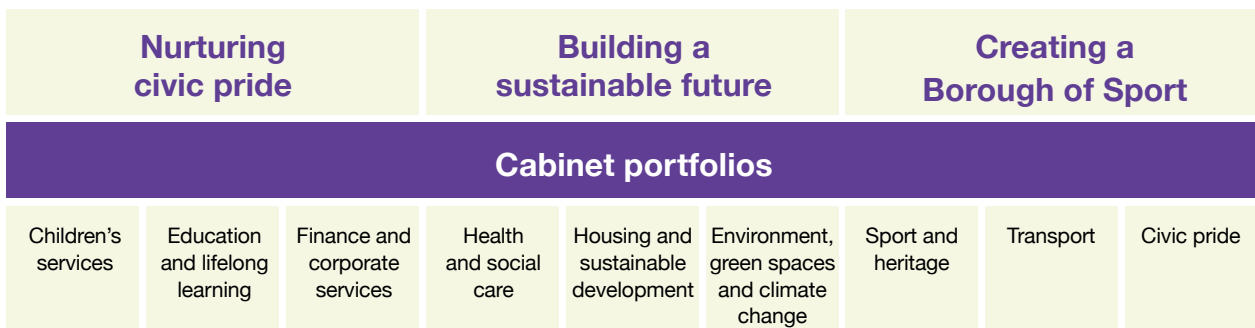 Nurturing
civic pride
Building a
sustainable future
Creating a
Borough of Sport
Cabinet portfolios
Children's
services
Education
and lifelong
learning
Finance and
corporate
services
Health
and social
care
Housing and
sustainable
development
Environment,
green spaces
and climate
change
Sport and
heritage
Transport
Civic pride